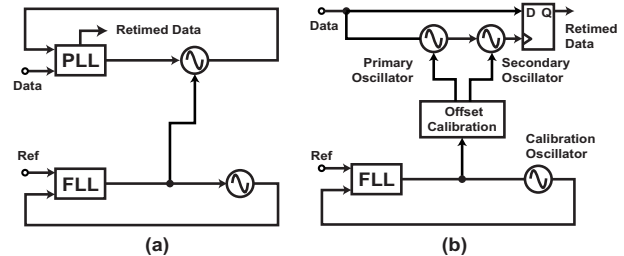 Retimed Data
PLL
Data
Ref
FLL
(a)
Data
D Q
Retimed
Data
Primary
Oscillator
Secondary
Oscillator
Offset
Calibration
Calibration
Oscillator
Ref
FLL
(b)